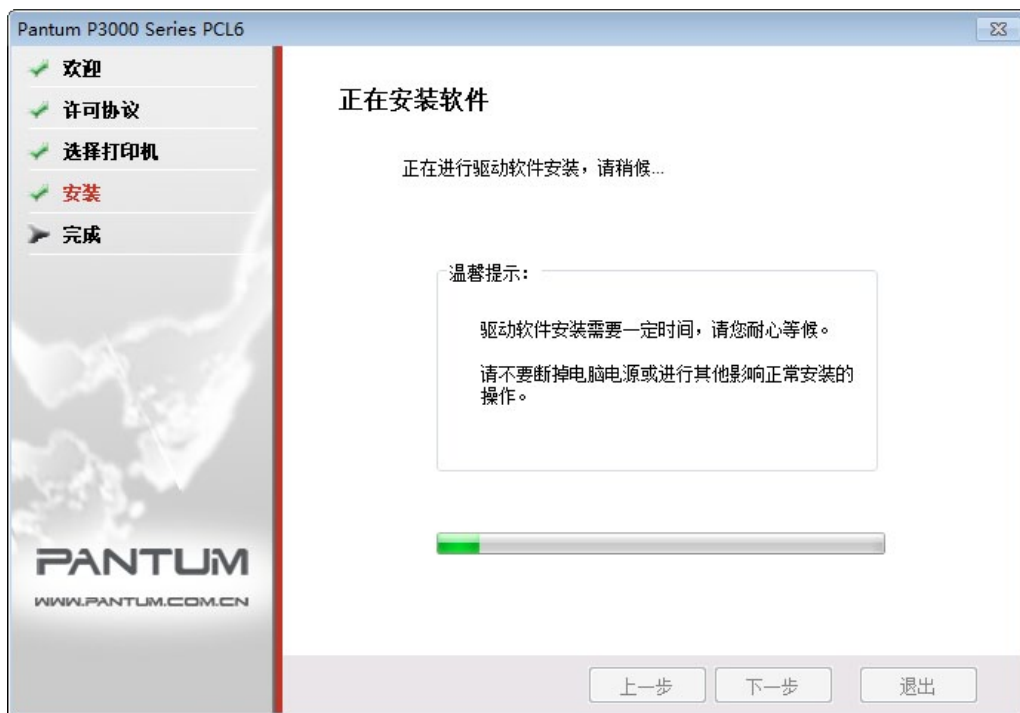 Pantum P3000 Series PCL6
欢迎
许可协议
选择打印机
安装
完成
PANTUM
WWW.PANTUM.COM.CN
正在安装软件
正在进行驱动软件安装，请稍候...
温馨提示：
驱动软件安装需要一定时间，请您耐心等候。
请不要断掉电脑电源或进行其他影响正常安装的
操作。
上一步 下一步 退出